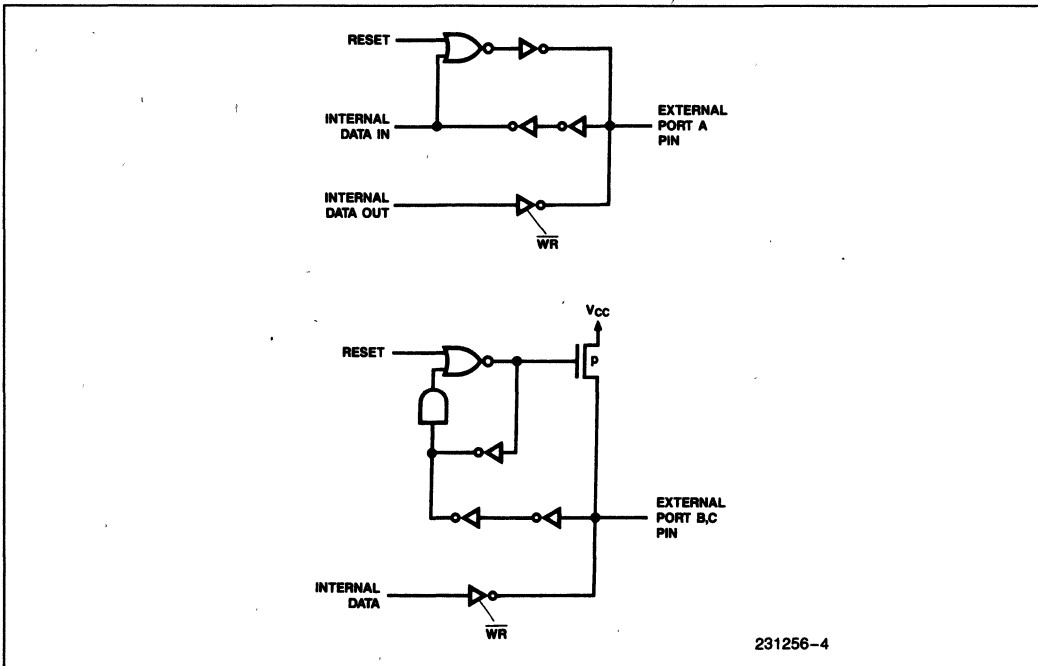 RESET
INTERNAL
DATA IN
EXTERNAL
PORT A
PIN
INTERNAL
DATA OUT
WR
VCC
RESET
p
EXTERNAL
PORT B,C
PIN
INTERNAL
DATA
WR
231256-4